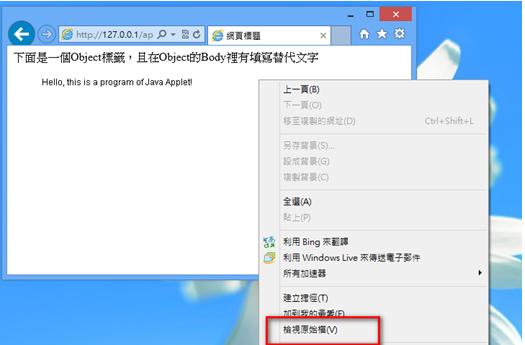 http://127.0.0.1/ap
網頁標題
下面是一個Object標籤，且在Object的Body裡有填寫替代文字
Hello, this is a program of Java Applet!
上一頁(B)
下一頁(O)
移至複製的網址(D) Ctrl+Shift+L
另存背景(S)...
設成背景(G)
複製背景(C)
全選(A)
貼上(P)
利用 Bing 來翻譯
利用 Windows Live 來傳送電子郵件
所有加速器
建立捷徑(T)
加到我的最愛(F)
檢視原始檔(V)